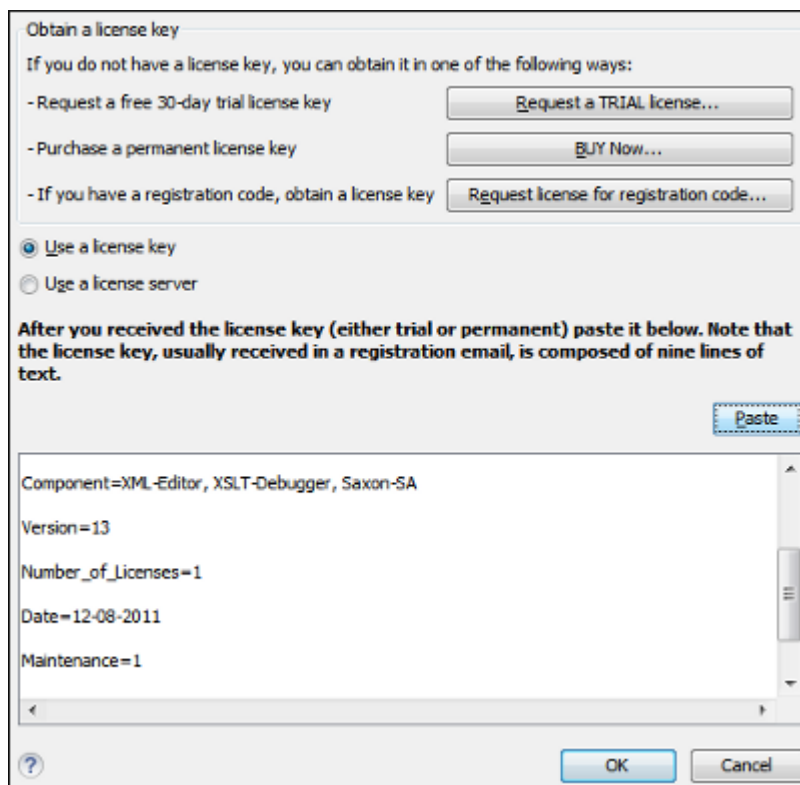 Obtain a license key
If you do not have a license key, you can obtain it in one of the following ways:
- Request a free 30-day trial license key
Request a TRIAL license...
- Purchase a permanent license key
BUY Now...
- If you have a registration code, obtain a license key
Request license for registration code...
Use a license key
Use a license server
After you received the license key (either trial or permanent) paste it below. Note that
the license key, usually received in a registration email, is composed of nine lines of
text.
Paste
Component=XML-Editor, XSLT-Debugger, Saxon-SA
Version=13
Number_of_Licenses=1
Date=12-08-2011
Maintenance=1
?
OK
Cancel